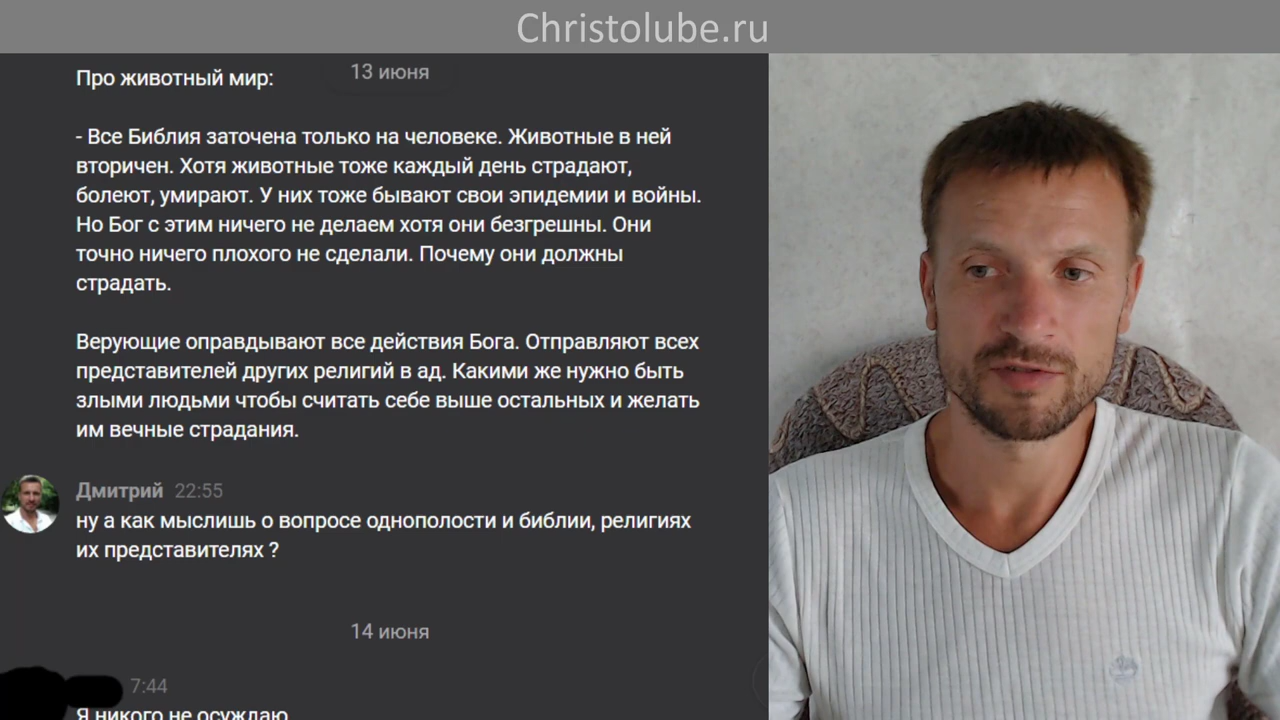 Christolube.ru
13 июня
Про животный мир:
- Все Библия заточена только на человеке. Животные в ней
вторичен. Хотя животные тоже каждый день страдают,
болеют, умирают. У них тоже бывают свои эпидемии и войны.
Но Бог с этим ничего не делаем хотя они безгрешны. Они
точно ничего плохого не сделали. Почему они должны
страдать.
Верующие оправдывают все действия Бога. Отправляют всех
представителей других религий в ад. Какими же нужно быть
злыми людьми чтобы считать себе выше остальных и желать
им вечные страдания.
Дмитрий 22:55
ну а как мыслишь о вопросе однополости и библии, религиях
их представителях ?
14 июня
7:44
Я никого не осуждаю